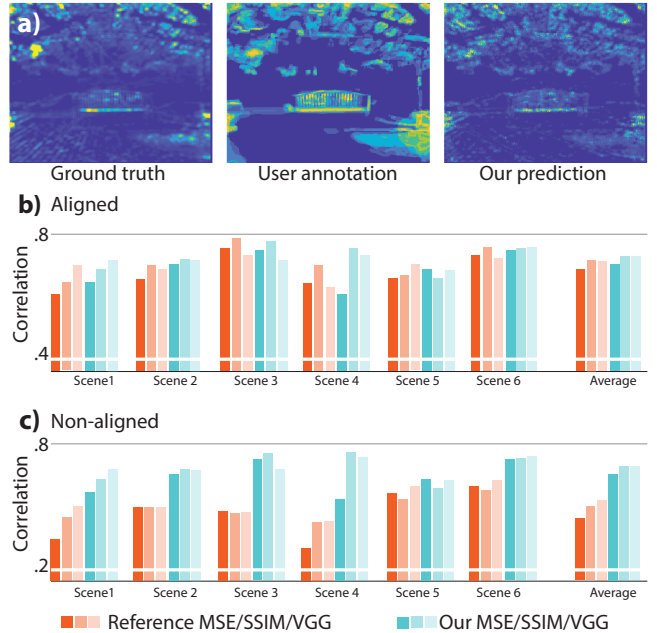 a)
Ground truth User annotation Our prediction
b) Aligned
.8
Correlation
.4
Scene1 Scene 2 Scene 3 Scene 4 Scene 5 Scene 6 Average
c) Non-aligned
.8
Correlation
.2
Scene1 Scene 2 Scene 3 Scene 4 Scene 5 Scene 6 Average
Reference MSE/SSIM/VGG Our MSE/SSIM/VGG